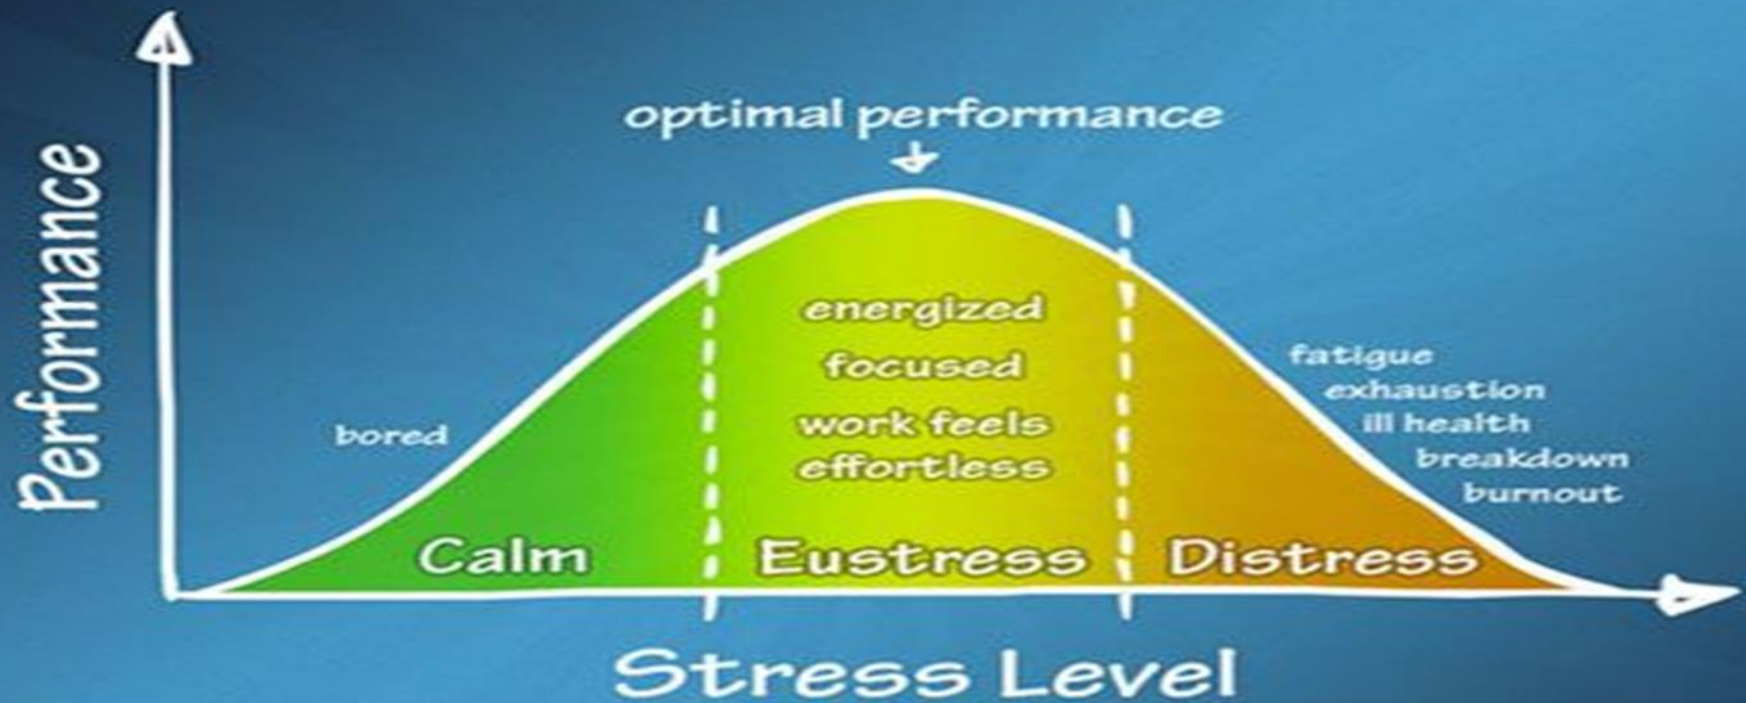 optimal performance
Performance
energized
focused
work feels
effortless
bored
fatigue
exhaustion
ill health
breakdown
burnout
Calm
Eustress
Distress
Stress Level